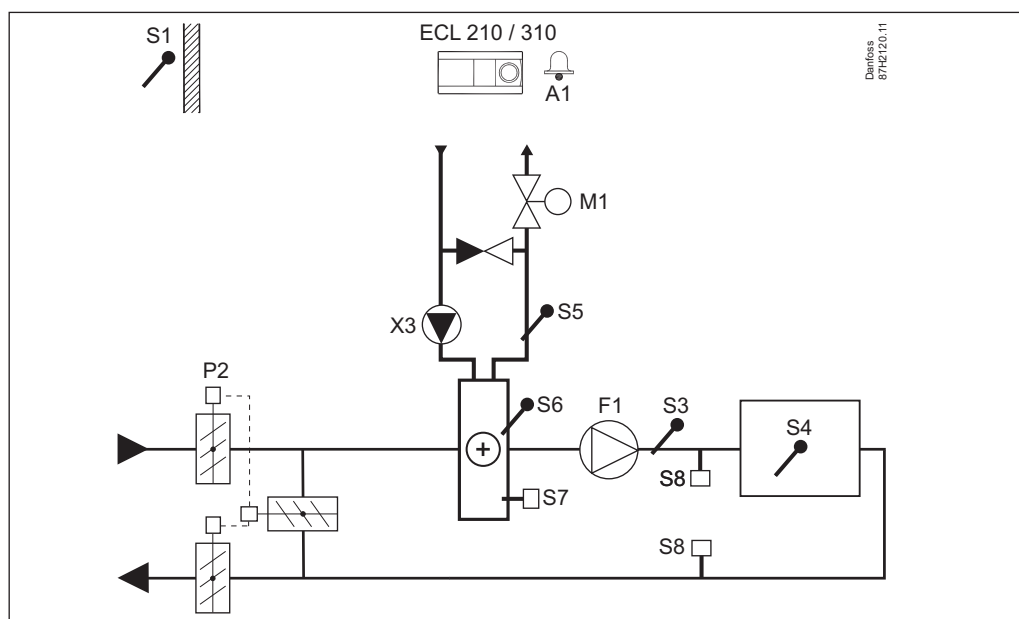 S1
ECL 210 / 310
A1
Danfoss
87H2120.11
M1
X3
S5
P2
S6
F1
S3
S4
S8
S7
S8